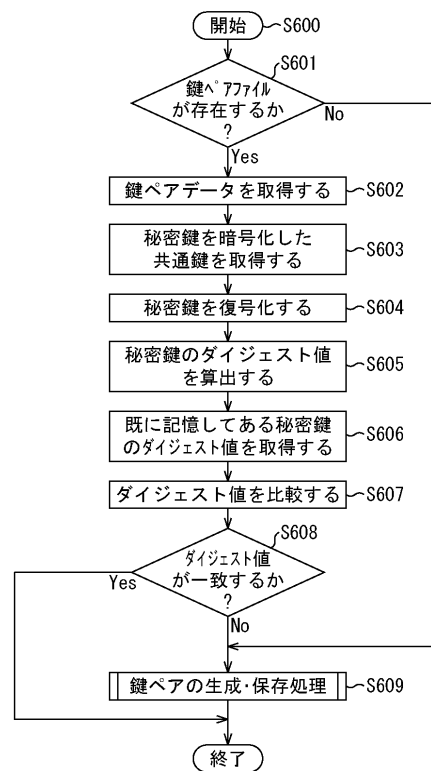 開始
S600
S601
鍵ペアファイル
が存在するか
?
No
Yes
鍵ペアデータを取得する
S602
秘密鍵を暗号化した
共通鍵を取得する
S603
秘密鍵を復号化する
S604
秘密鍵のダイジェスト値
を算出する
S605
既に記憶してある秘密鍵
のダイジェスト値を取得する
S606
ダイジェスト値を比較する
S607
S608
ダイジェスト値
が一致するか
?
Yes
No
鍵ペアの生成・保存処理
S609
終了